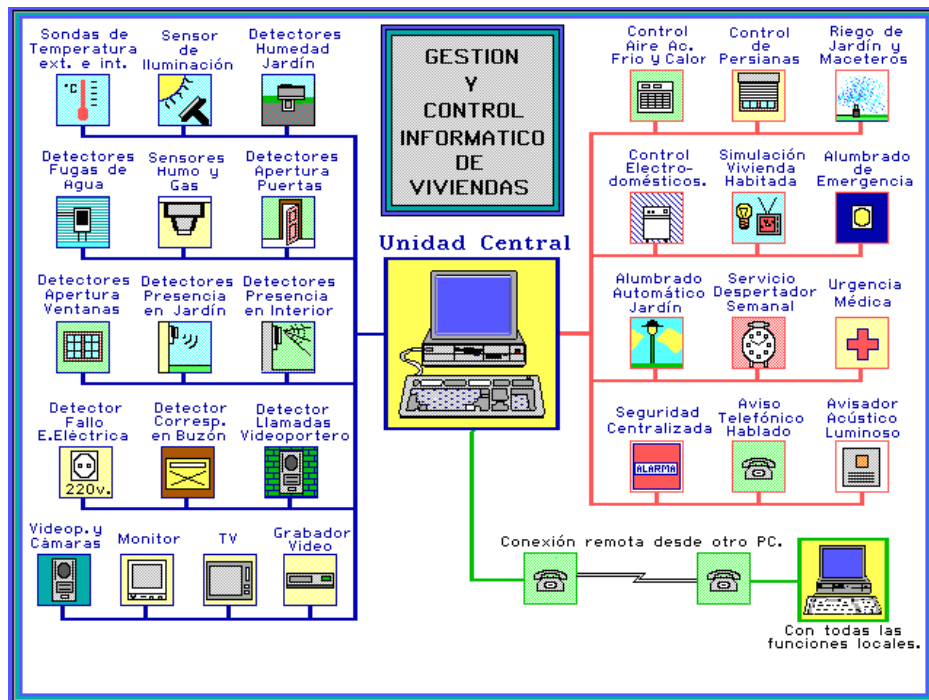 GESTION
Y
CONTROL
INFORMATICO
DE
VIVIENDAS
Sondas de
Temperatura
ext. e int.
Sensor
de
Iluminación
Detectores
Humedad
Jardín
°C
Detectores
Fugas de
Agua
Sensores
Humo y
Gas
Detectores
Apertura
Puertas
Detectores
Apertura
Ventanas
Detectores
Presencia
en Jardín
Detectores
Presencia
en Interior
Detector
Fallo
E.Eléctrica
220v.
Detector
Corresp.
en Buzón
Detector
Llamadas
Videoportero
Videop.y
Cámaras
Monitor
TV
Grabador
Video
Unidad Central
Control
Aire Ac.
Frio y Calor
Control
de
Persianas
Riego de
Jardín y
Maceteros
Control
Electro-
domésticos.
Simulación
Vivienda
Habitada
Alumbrado
de
Emergencia
Alumbrado
Automático
Jardín
Servicio
Despertador
Semanal
Urgencia
Médica
Seguridad
Centralizada
ALARMA
Aviso
Telefónico
Hablado
Avisador
Acústico
Luminoso
Conexión remota desde otro PC.
Con todas las
funciones locales.